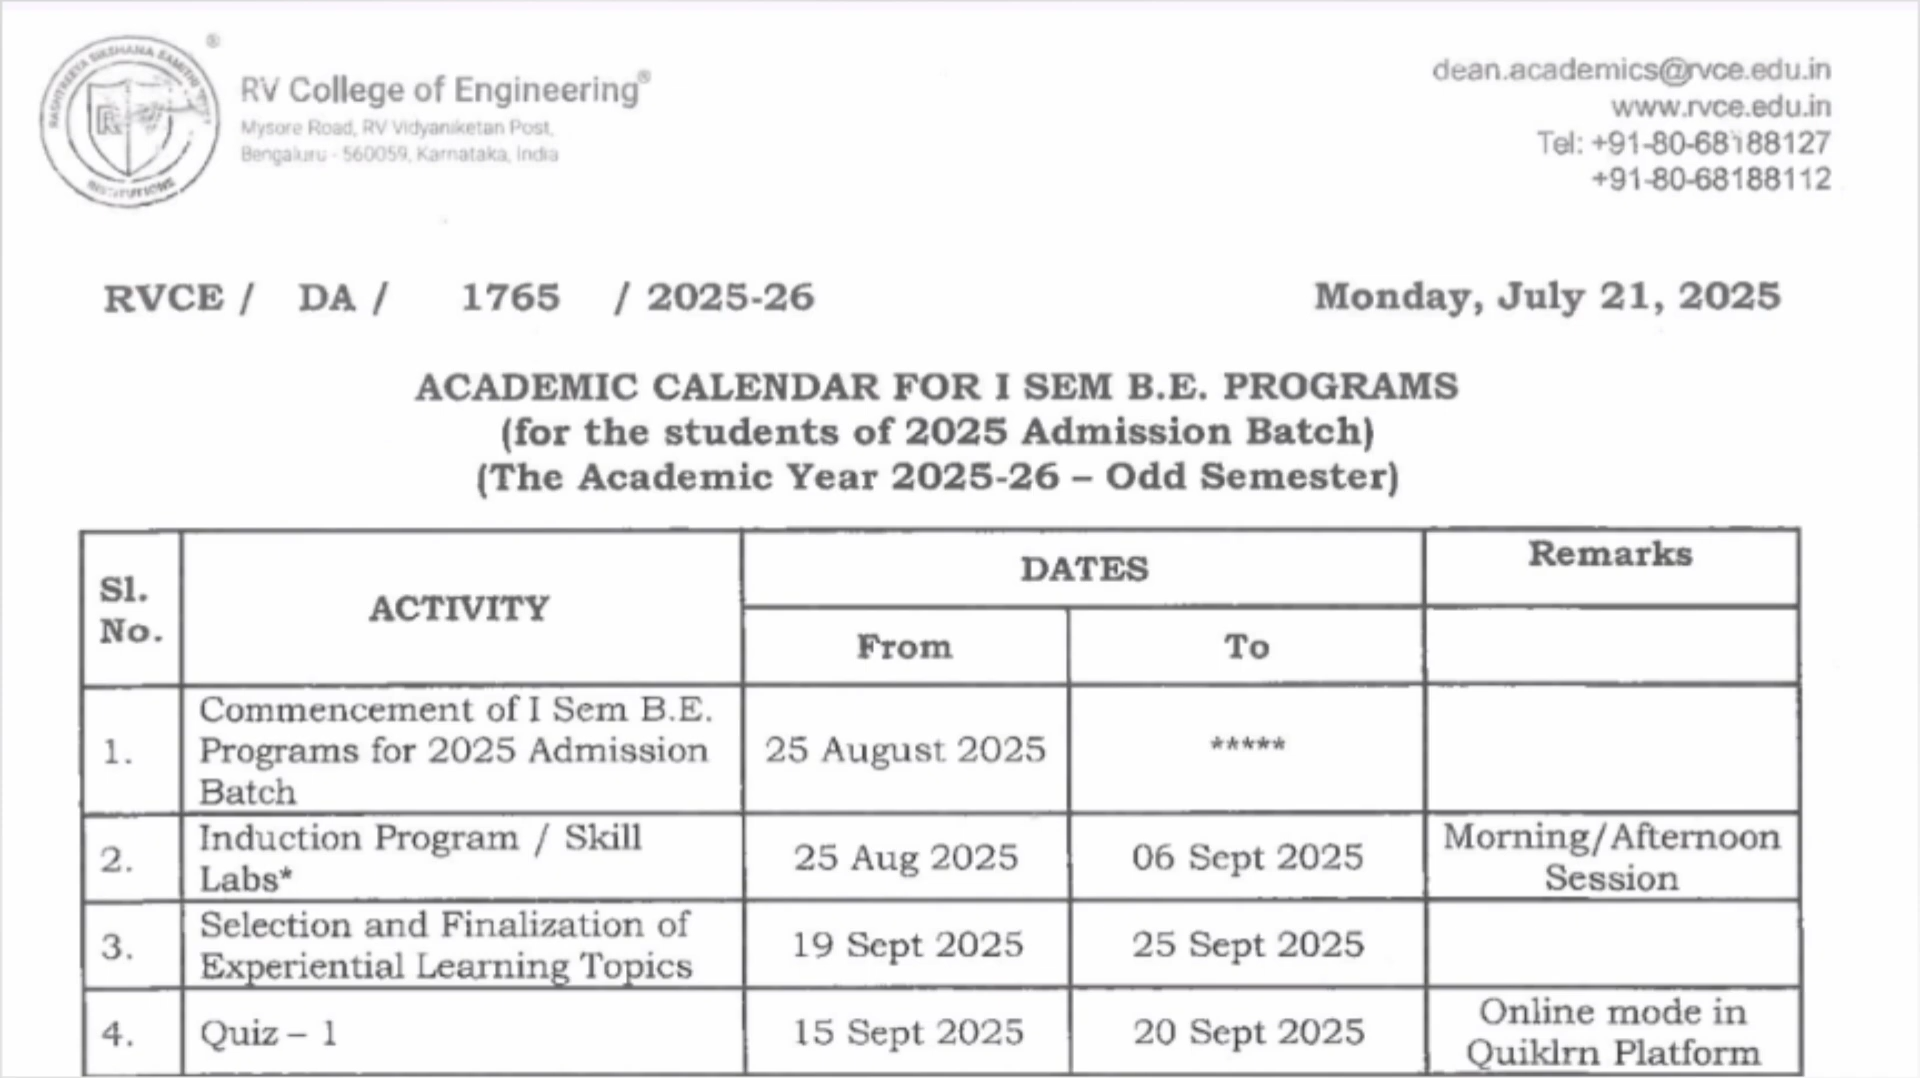 RASHTREEYA SIKSHANA SAMITHI TRUST
INSTITUTIONS
®
RV College of Engineering®
Mysore Road, RV Vidyaniketan Post,
Bengaluru - 560059, Karnataka, India
dean.academics@rvce.edu.in
www.rvce.edu.in
Tel: +91-80-68188127
+91-80-68188112
RVCE / DA / 1765 / 2025-26
Monday, July 21, 2025
ACADEMIC CALENDAR FOR I SEM B.E. PROGRAMS
(for the students of 2025 Admission Batch)
(The Academic Year 2025-26 – Odd Semester)
Sl.
No.
ACTIVITY
DATES
Remarks
From
To
1.
Commencement of I Sem B.E.
Programs for 2025 Admission
Batch
25 August 2025
*****
2.
Induction Program / Skill
Labs*
25 Aug 2025
06 Sept 2025
Morning/Afternoon
Session
3.
Selection and Finalization of
Experiential Learning Topics
19 Sept 2025
25 Sept 2025
4.
Quiz – 1
15 Sept 2025
20 Sept 2025
Online mode in
Quiklrn Platform